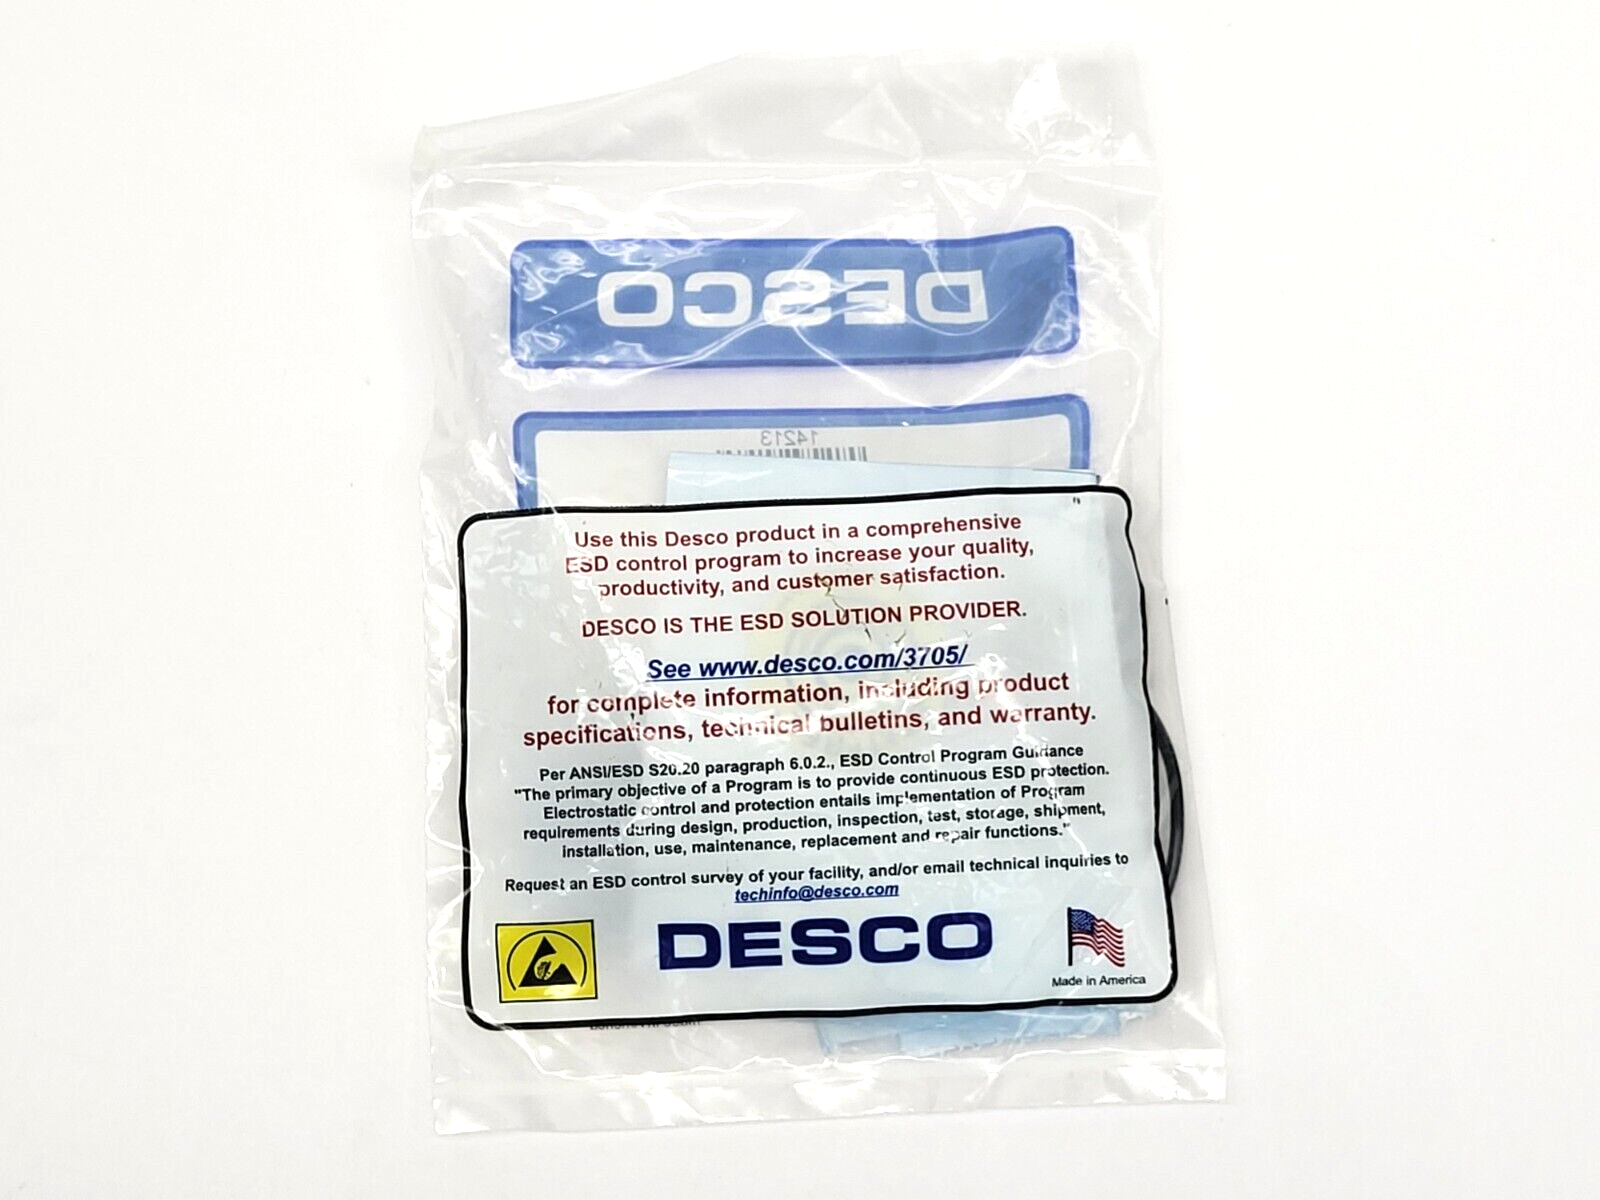 DESCO
14213
Use this Desco product in a comprehensive
ESD control program to increase your quality,
productivity, and customer satisfaction.
DESCO IS THE ESD SOLUTION PROVIDER.
See www.desco.com/3705/
for complete information, including product
specifications, technical bulletins, and warranty.
Per ANSI/ESD S20.20 paragraph 6.0.2., ESD Control Program Guidance
"The primary objective of a Program is to provide continuous ESD protection.
Electrostatic control and protection entails implementation of Program
requirements during design, production, inspection, test, storage, shipment,
installation, use, maintenance, replacement and repair functions."
Request an ESD control survey of your facility, and/or email technical inquiries to
techinfo@desco.com
DESCO
Made in America